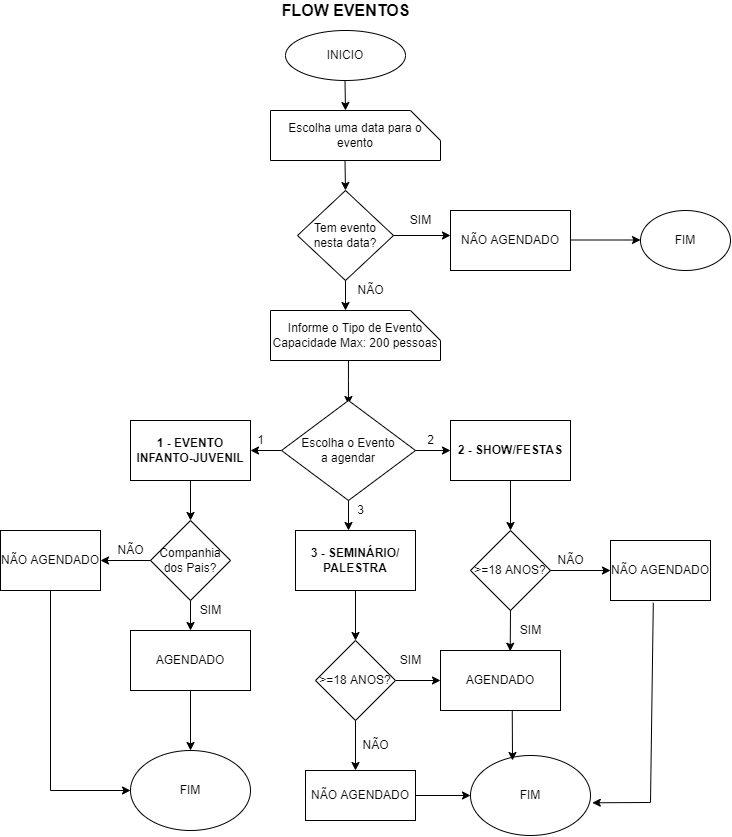 FLOW EVENTOS
INICIO
Escolha uma data para o
evento
Tem evento
nesta data?
SIM
NÃO AGENDADO
FIM
NÃO
Informe o Tipo de Evento
Capacidade Max: 200 pessoas
Escolha o Evento
a agendar
1
1 - EVENTO
INFANTO-JUVENIL
2
2 - SHOW/FESTAS
3
3 - SEMINÁRIO/
PALESTRA
Companhia
dos Pais?
NÃO
NÃO AGENDADO
SIM
AGENDADO
FIM
>=18 ANOS?
NÃO
NÃO AGENDADO
SIM
>=18 ANOS?
SIM
AGENDADO
NÃO
NÃO AGENDADO
FIM